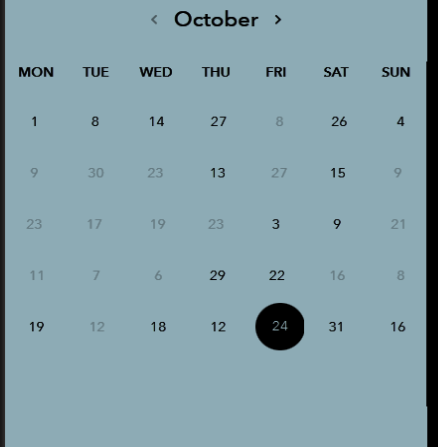 ‹ October ›
MON TUE WED THU FRI SAT SUN
1 8 14 27 8 26 4
9 30 23 13 27 15 9
23 17 19 23 3 9 21
11 7 6 29 22 16 8
19 12 18 12 24 31 16